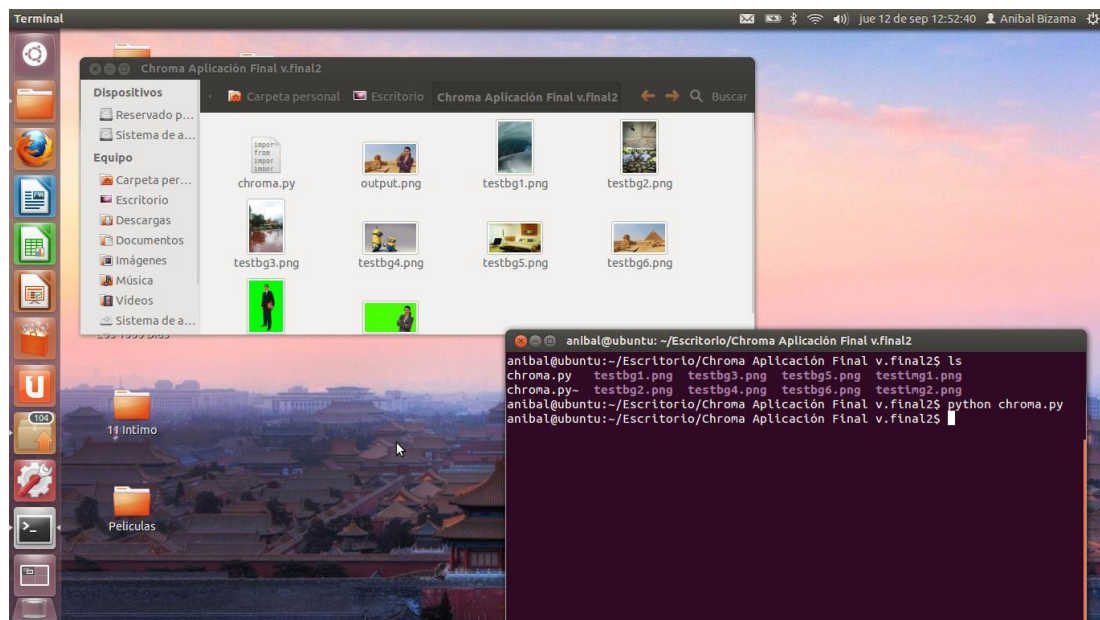 Terminal
jue 12 de sep 12:52:40 Anibal Bizama
Chroma Aplicación Final v.final2
Dispositivos
Reservado p...
Sistema de a...
Equipo
Carpeta per...
Escritorio
Descargas
Documentos
Imágenes
Música
Vídeos
Sistema de a...
Carpeta personal Escritorio Chroma Aplicación Final v.final2 Buscar
impor
from
impor
impor
chroma.py output.png testbg1.png testbg2.png
testbg3.png testbg4.png testbg5.png testbg6.png
104
11 Intimo
Peliculas
anibal@ubuntu: ~/Escritorio/Chroma Aplicación Final v.final2
anibal@ubuntu:~/Escritorio/Chroma Aplicación Final v.final2$ ls
chroma.py testbg1.png testbg3.png testbg5.png testimg1.png
chroma.py~ testbg2.png testbg4.png testbg6.png testimg2.png
anibal@ubuntu:~/Escritorio/Chroma Aplicación Final v.final2$ python chroma.py
anibal@ubuntu:~/Escritorio/Chroma Aplicación Final v.final2$